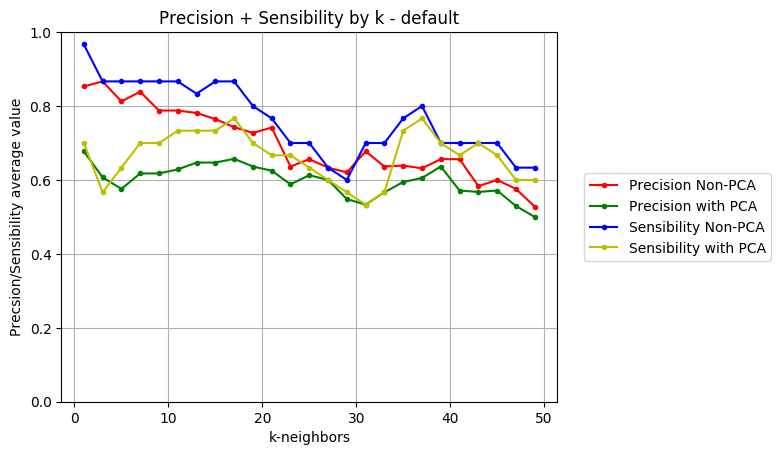 Precision + Sensibility by k - default
Precsion/Sensibility average value
1.0
0.8
0.6
0.4
0.2
0.0
0
10
20
30
40
50
k-neighbors
Precision Non-PCA
Precision with PCA
Sensibility Non-PCA
Sensibility with PCA